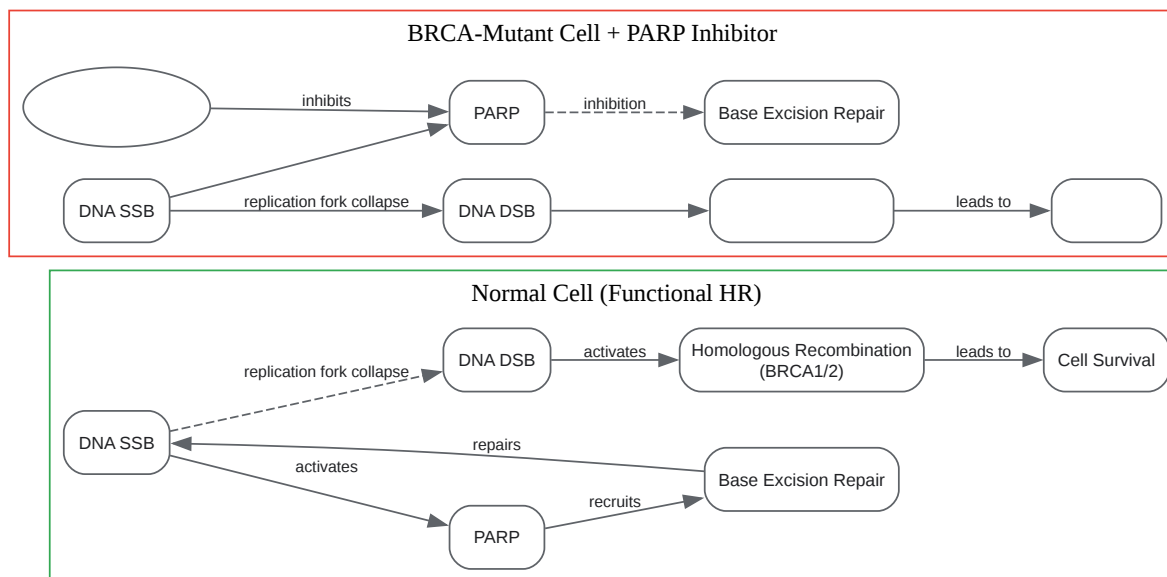 BRCA-Mutant Cell + PARP Inhibitor
inhibits
PARP
inhibition
Base Excision Repair
DNA SSB
replication fork collapse
DNA DSB
leads to
Normal Cell (Functional HR)
replication fork collapse
DNA DSB
activates
Homologous Recombination
(BRCA1/2)
leads to
Cell Survival
DNA SSB
repairs
activates
Base Excision Repair
recruits
PARP